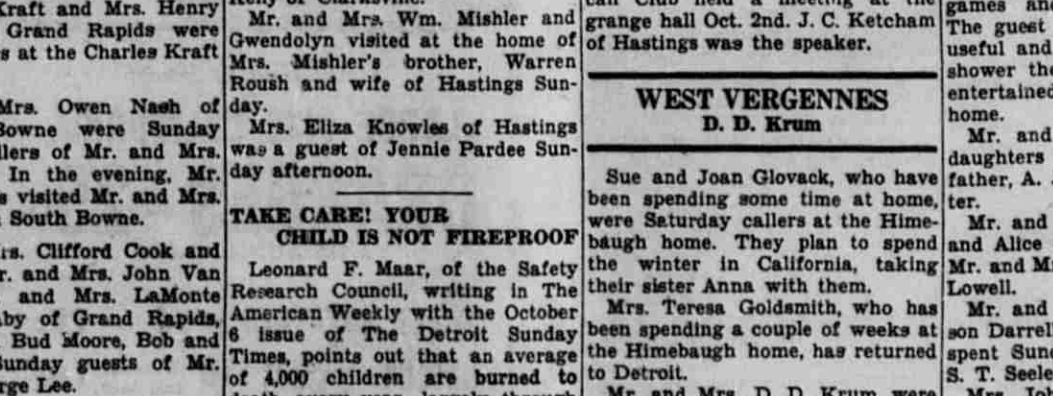 Kraft and Mrs. Henry
Grand Rapids were
s at the Charles Kraft
Mrs. Owen Nash of
Bowne were Sunday
llers of Mr. and Mrs.
In the evening, Mr.
s visited Mr. and Mrs.
South Bowne.
rs. Clifford Cook and
r. and Mrs. John Van
and Mrs. LaMonte
aby of Grand Rapids,
Bud Moore, Bob and
Sunday guests of Mr.
rge Lee.
Mr. and Mrs. Wm. Mishler and
Gwendolyn visited at the home of
Mrs. Mishler's brother, Warren
Roush and wife of Hastings Sun-
day.
Mrs. Eliza Knowles of Hastings
was a guest of Jennie Pardee Sun-
day afternoon.
TAKE CARE! YOUR
CHILD IS NOT FIREPROOF
Leonard F. Maar, of the Safety
Research Council, writing in The
American Weekly with the October
6 issue of The Detroit Sunday
Times, points out that an average
of 4,000 children are burned to
grange hall Oct. 2nd. J. C. Ketcham
of Hastings was the speaker.
WEST VERGENNES
D. D. Krum
Sue and Joan Glovack, who have
been spending some time at home,
were Saturday callers at the Hime-
baugh home. They plan to spend
the winter in California, taking
their sister Anna with them.
Mrs. Teresa Goldsmith, who has
been spending a couple of weeks at
the Himebaugh home, has returned
to Detroit.
Mr. and Mrs. D. D. Krum were
games and
The guest
useful and
shower the
entertained
home.
Mr. and
daughters
father, A.
ter.
Mr. and
and Alice
Mr. and M
Lowell.
Mr. and
son Darrel
spent Sun
S. T. Seele